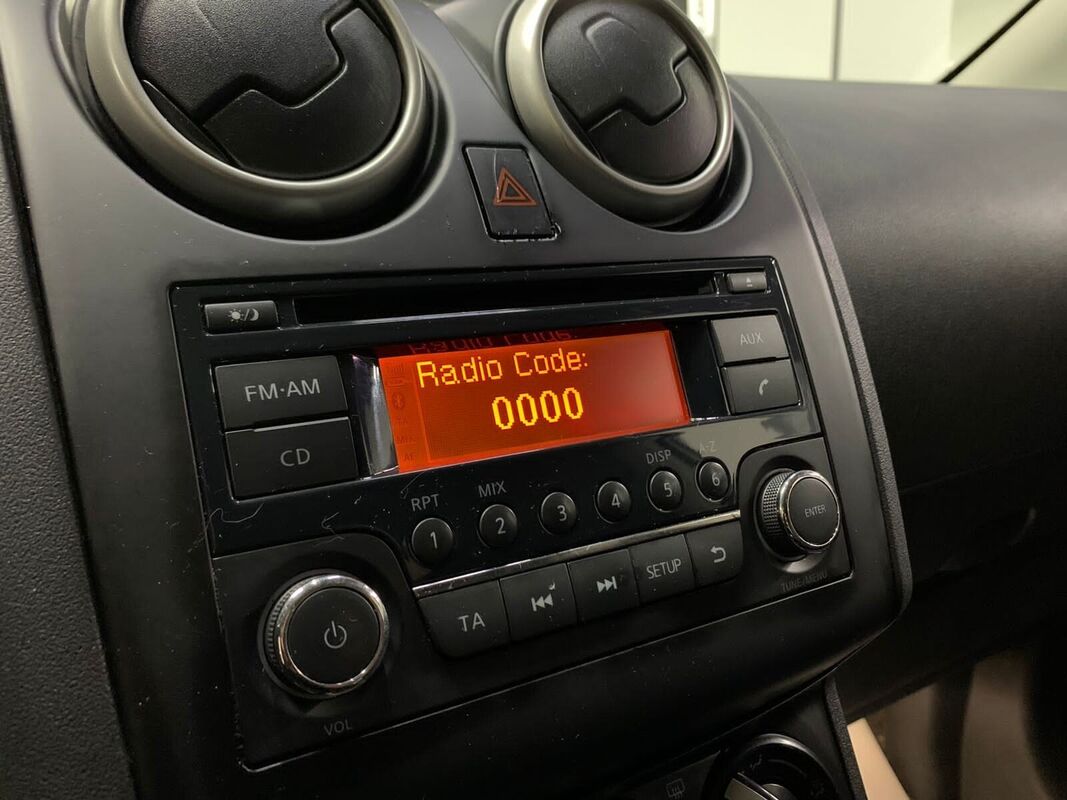 Radio Code:
0000
FM·AM
CD
AUX
RPT
MIX
DISP
A-Z
1
2
3
4
5
6
TA
SETUP
ENTER
TUNE/MENU
VOL